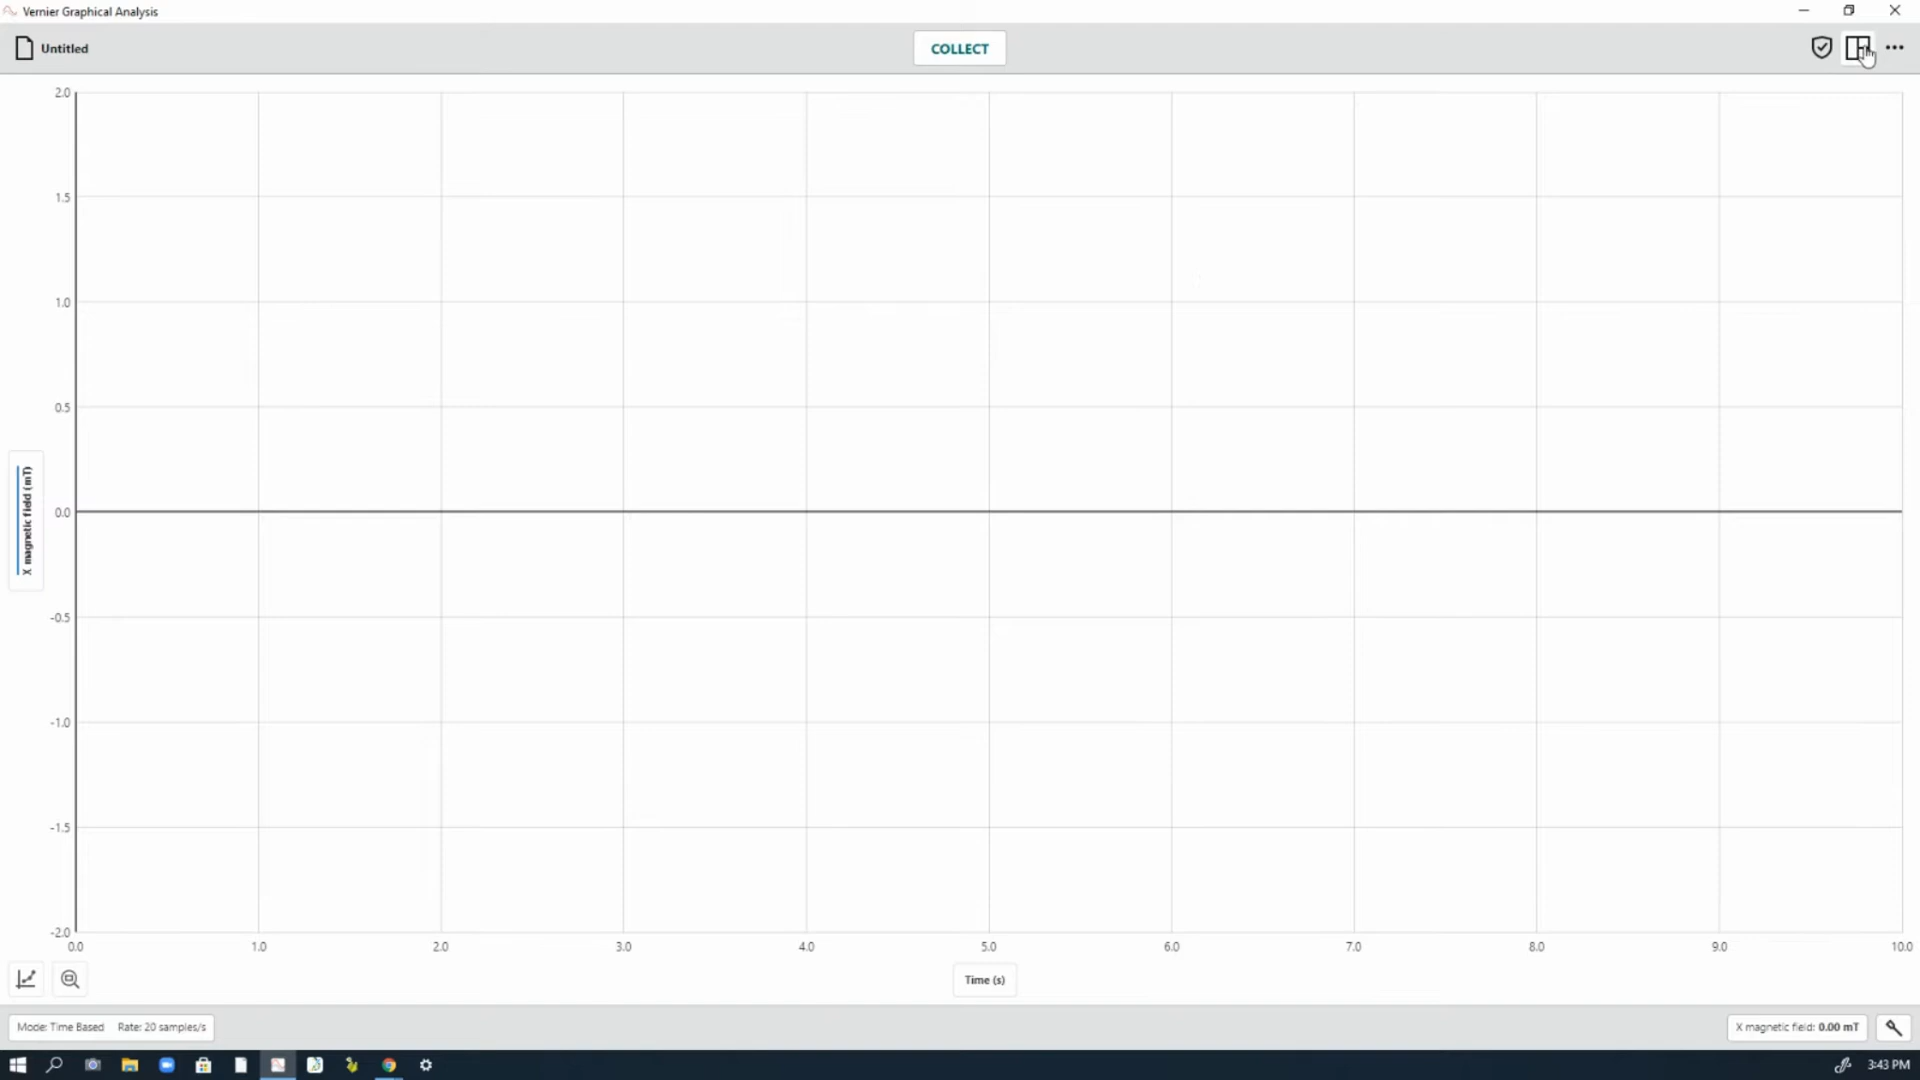 Vernier Graphical Analysis
Untitled
COLLECT
2.0
1.5
1.0
0.5
0.0
-0.5
-1.0
-1.5
-2.0
X magnetic field (mT)
0.0 1.0 2.0 3.0 4.0 5.0 6.0 7.0 8.0 9.0 10.0
Time (s)
Mode: Time Based Rate: 20 samples/s
X magnetic field: 0.00 mT
3:43 PM